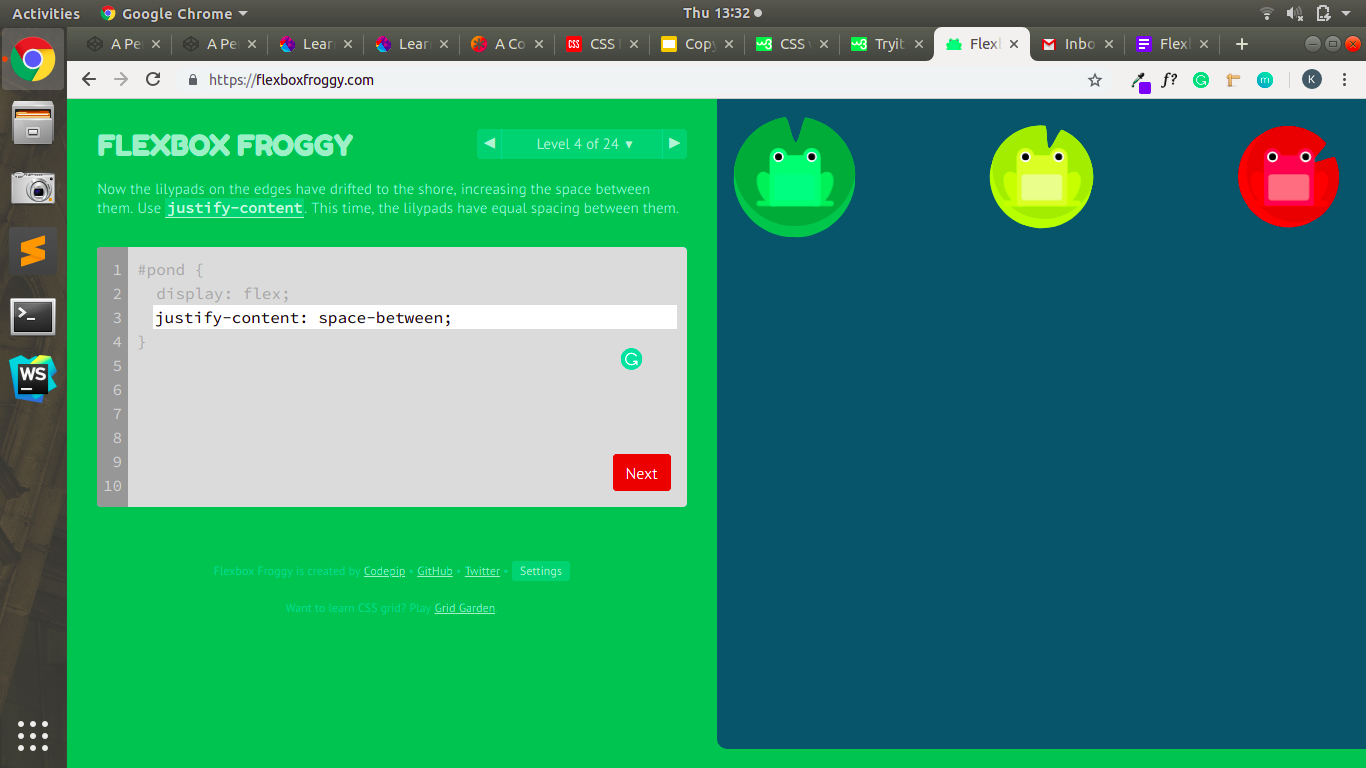 Activities Google Chrome ▾ Thu 13:32
A Pe A Pe Lear Lear A Co CSS Copy CSS Tryit Flex Inbo Flex
https://flexboxfroggy.com f? K
FLEXBOX FROGGY
◀ Level 4 of 24 ▾ ▶
Now the lilypads on the edges have drifted to the shore, increasing the space between
them. Use justify-content. This time, the lilypads have equal spacing between them.
1 #pond {
2 display: flex;
3 justify-content: space-between;
4 }
5
6
7
8
9
10
Next
Flexbox Froggy is created by Codepip • GitHub • Twitter • Settings
Want to learn CSS grid? Play Grid Garden
WS